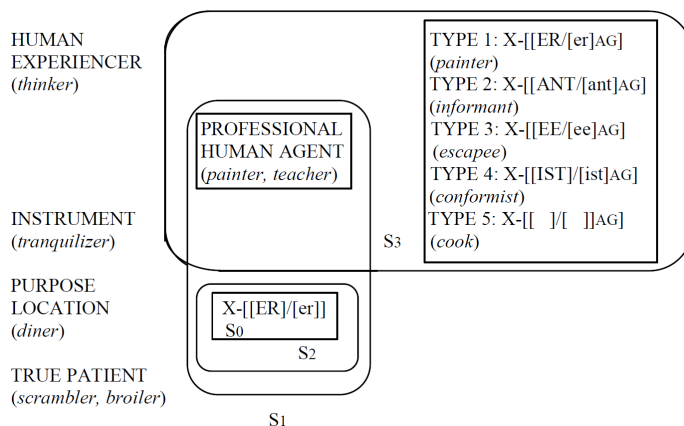 HUMAN
EXPERIENCER
(thinker)
INSTRUMENT
(tranquilizer)
PURPOSE
LOCATION
(diner)
TRUE PATIENT
(scrambler, broiler)
PROFESSIONAL
HUMAN AGENT
(painter, teacher)
X-[[ER]/[er]]
S0
S2
S1
S3
TYPE 1: X-[[ER/[er]AG]
(painter)
TYPE 2: X-[[ANT/[ant]AG]
(informant)
TYPE 3: X-[[EE/[ee]AG]
(escapee)
TYPE 4: X-[[IST]/[ist]AG]
(conformist)
TYPE 5: X-[[ ]/[ ]]AG]
(cook)